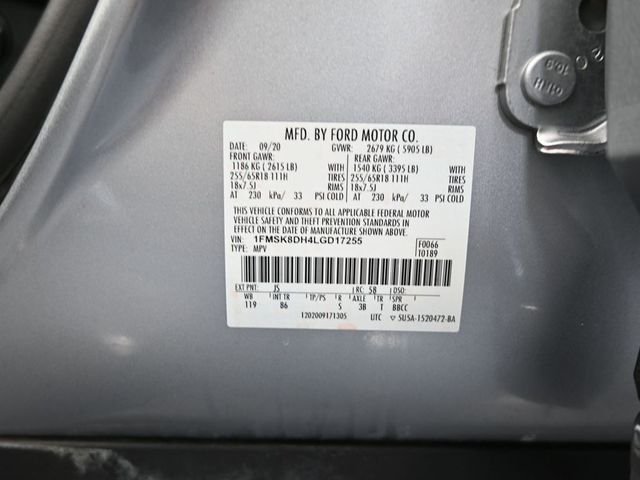 MFD. BY FORD MOTOR CO.
DATE: 09/20 GVWR: 2679 KG ( 5905 LB)
FRONT GAWR: REAR GAWR:
1186 KG ( 2615 LB) WITH 1540 KG ( 3395 LB) WITH
255/65R18 111H TIRES 255/65R18 111H TIRES
18x7.5J RIMS 18x7.5J RIMS
AT 230 kPa/ 33 PSI COLD AT 230 kPa/ 33 PSI COLD
THIS VEHICLE CONFORMS TO ALL APPLICABLE FEDERAL MOTOR
VEHICLE SAFETY AND THEFT PREVENTION STANDARDS IN
EFFECT ON THE DATE OF MANUFACTURE SHOWN ABOVE.
VIN: 1FMSK8DH4LGD17255 F0066
TYPE: MPV T0189
EXT PNT: JS RC: 58 DSO:
WB INT TR TP/PS R AXLE TR SPR
119 B6 S 3B T BBCC
1202009171305 UTC 5U5A-1520472-BA
10.9